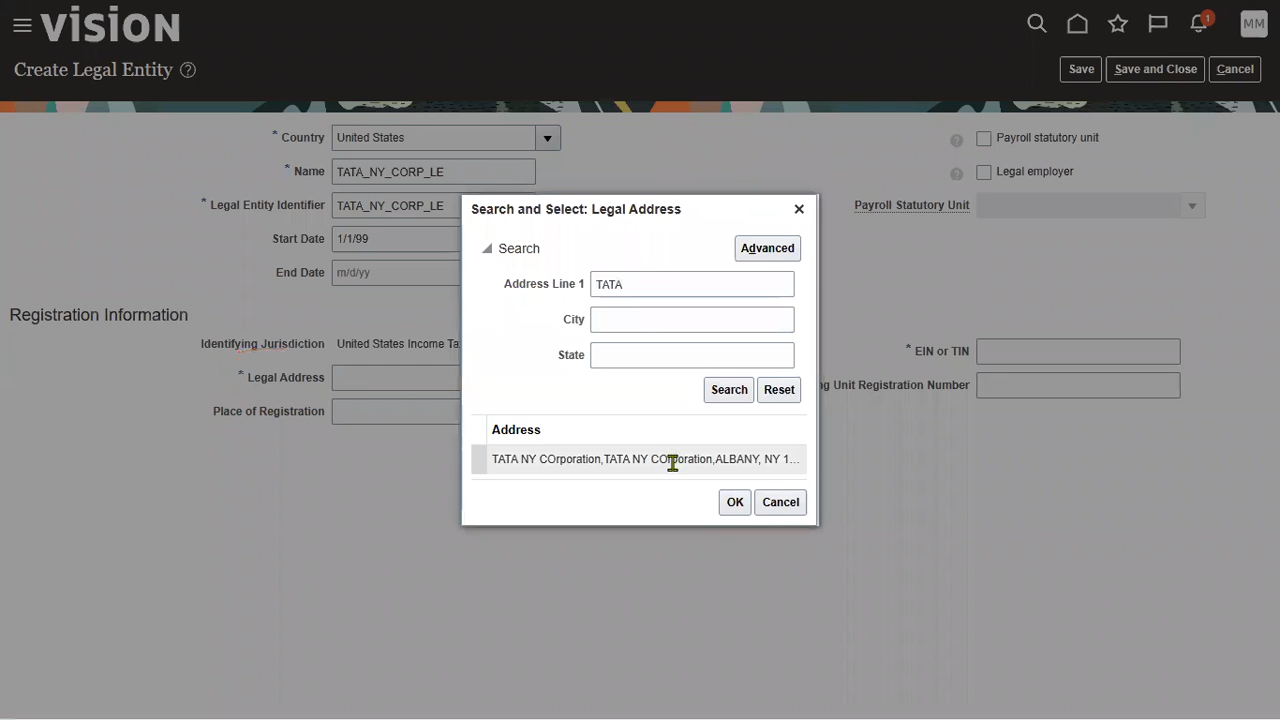 VISION
MM
1
Create Legal Entity ?
Save
Save and Close
Cancel
* Country
United States
? Payroll statutory unit
* Name
TATA_NY_CORP_LE
? Legal employer
* Legal Entity Identifier
TATA_NY_CORP_LE
Payroll Statutory Unit
Start Date
1/1/99
End Date
m/d/yy
Registration Information
Identifying Jurisdiction
United States Income Ta
* EIN or TIN
* Legal Address
ng Unit Registration Number
Place of Registration
Search and Select: Legal Address
Search
Advanced
Address Line 1
TATA
City
State
Search
Reset
Address
TATA NY COrporation,TATA NY COrporation,ALBANY, NY 1...
OK
Cancel